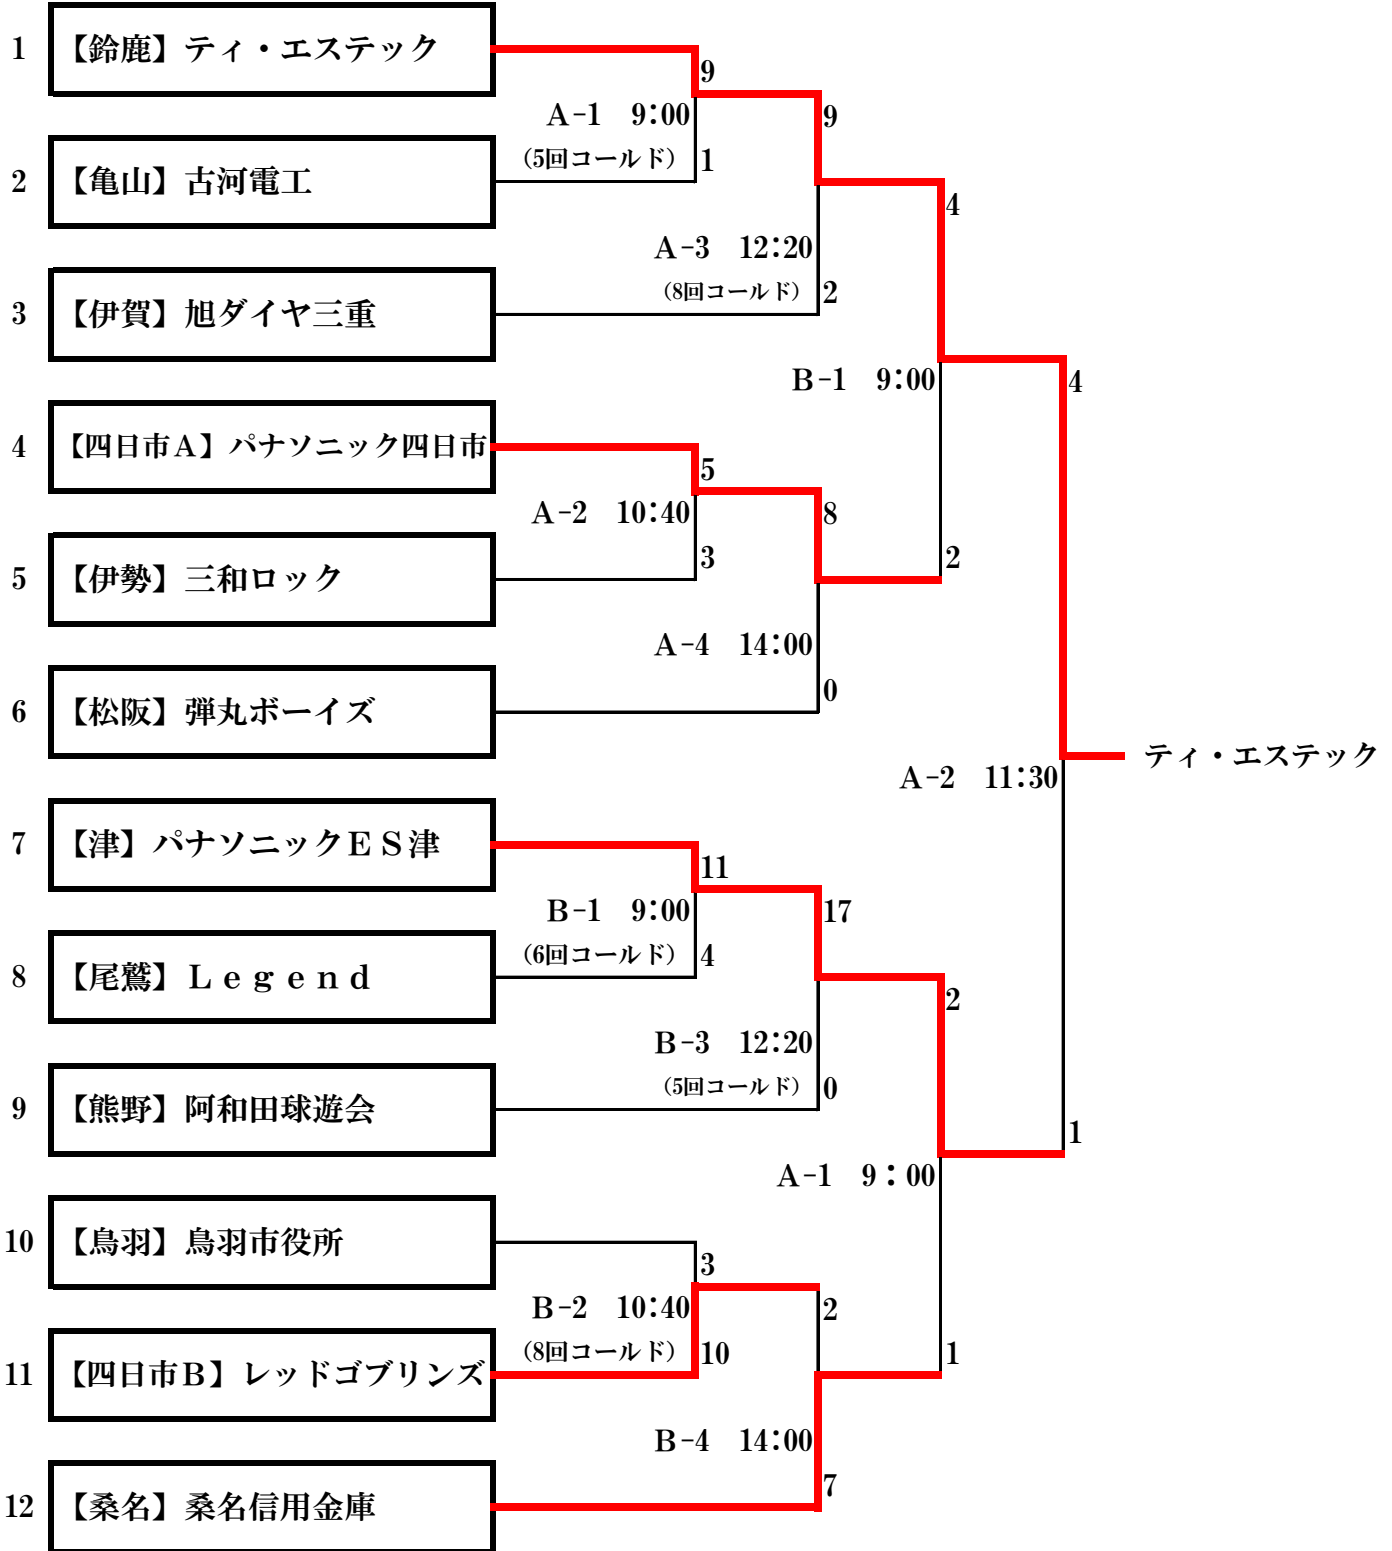 1 【鈴鹿】ティ・エステック
9
A-1 9:00
9
(5回コールド)
1
2 【亀山】古河電工
4
A-3 12:20
(8回コールド)
2
3 【伊賀】旭ダイヤ三重
B-1 9:00
4
4 【四日市A】パナソニック四日市
5
A-2 10:40
8
3
2
5 【伊勢】三和ロック
A-4 14:00
0
6 【松阪】弾丸ボーイズ
ティ・エステック
A-2 11:30
7 【津】パナソニックES津
11
B-1 9:00
17
(6回コールド)
4
8 【尾鷲】Legend
2
B-3 12:20
(5回コールド)
0
9 【熊野】阿和田球遊会
1
A-1 9:00
10 【鳥羽】鳥羽市役所
3
B-2 10:40
2
(8回コールド)
10
1
11 【四日市B】レッドゴブリンズ
B-4 14:00
7
12 【桑名】桑名信用金庫